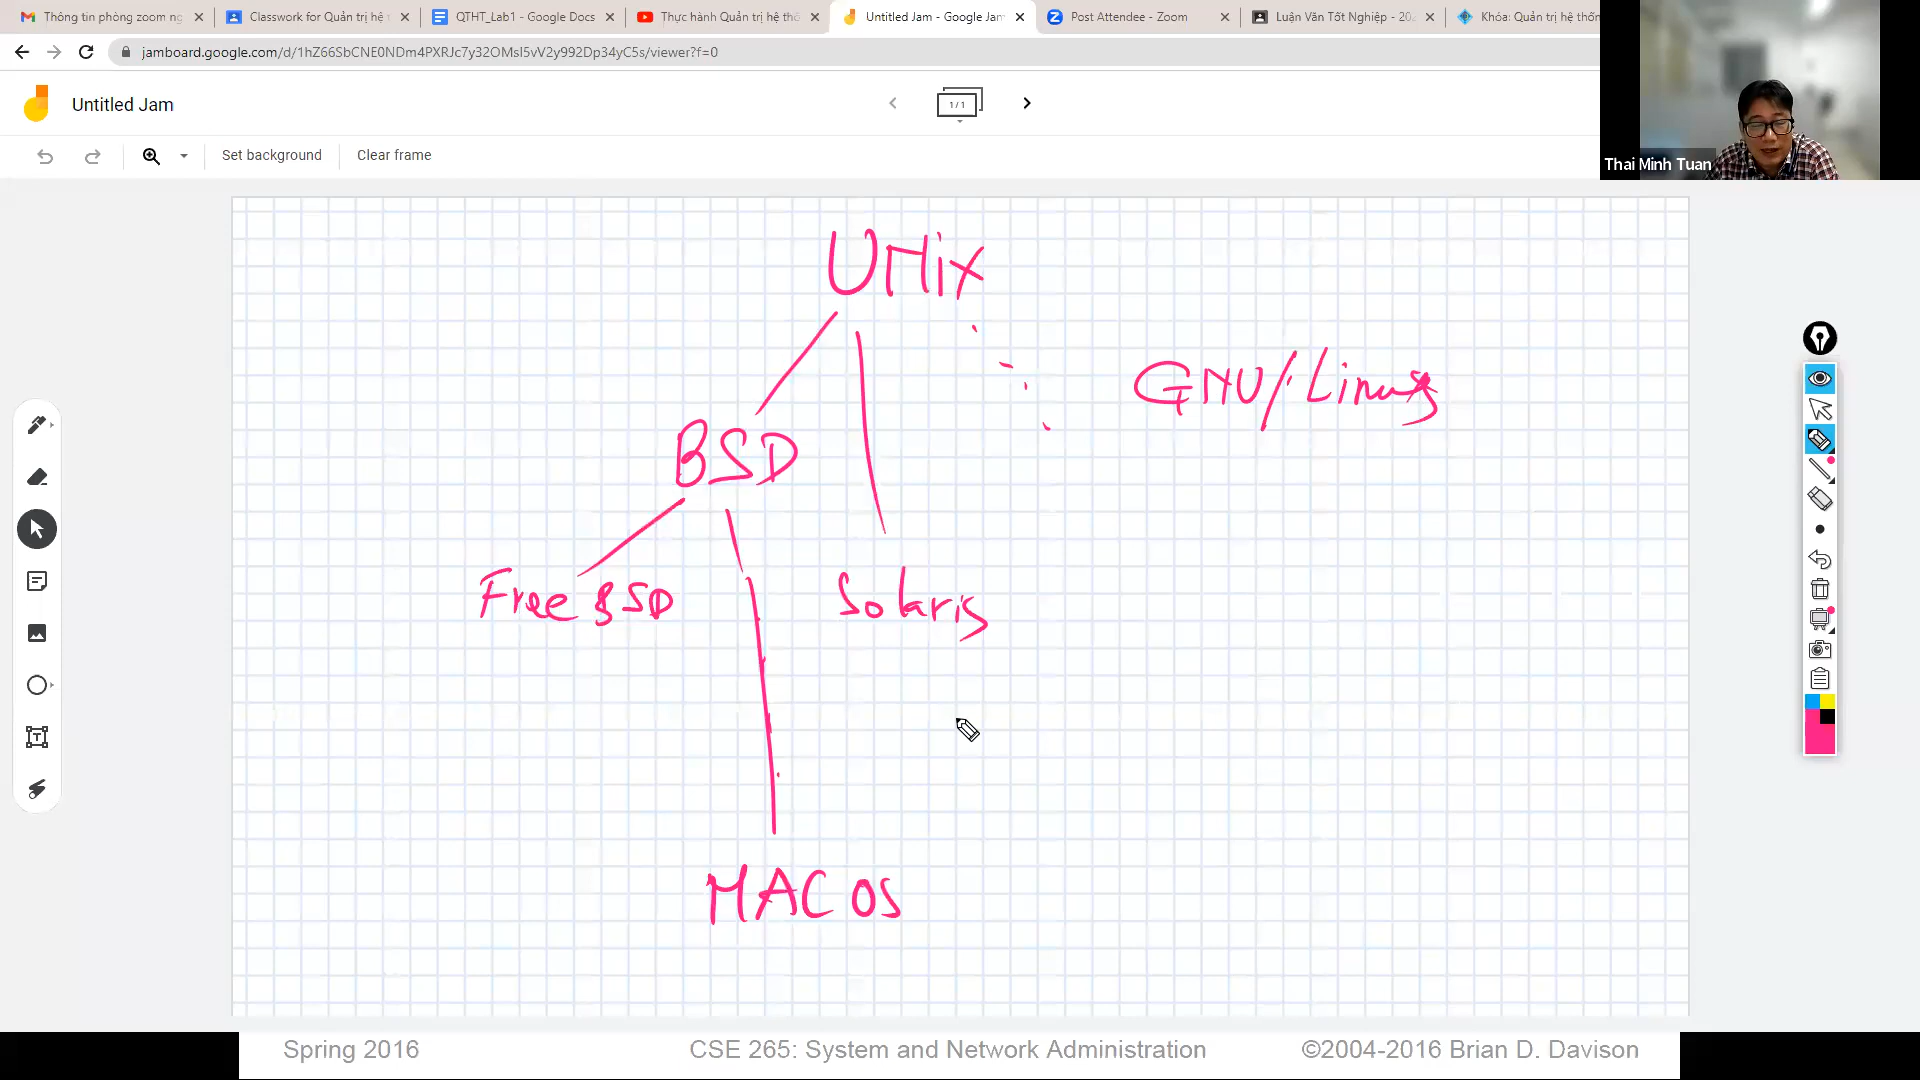 Thông tin phòng zoom ng
Classwork for Quản trị hệ t
QTHT_Lab1 - Google Docs
Thực hành Quản trị hệ thố
Untitled Jam - Google Jam
Post Attendee - Zoom
Luận Văn Tốt Nghiệp - 202
Khóa: Quản trị hệ thốn
jamboard.google.com/d/1hZ66SbCNE0NDm4PXRJc7y32OMsI5vV2y992Dp34yC5s/viewer?f=0
Untitled Jam
1 / 1
Set background
Clear frame
Thai Minh Tuan
UNix
GNU/Linux
BSD
Free BSD
Solaris
MAC OS
Spring 2016
CSE 265: System and Network Administration
©2004-2016 Brian D. Davison